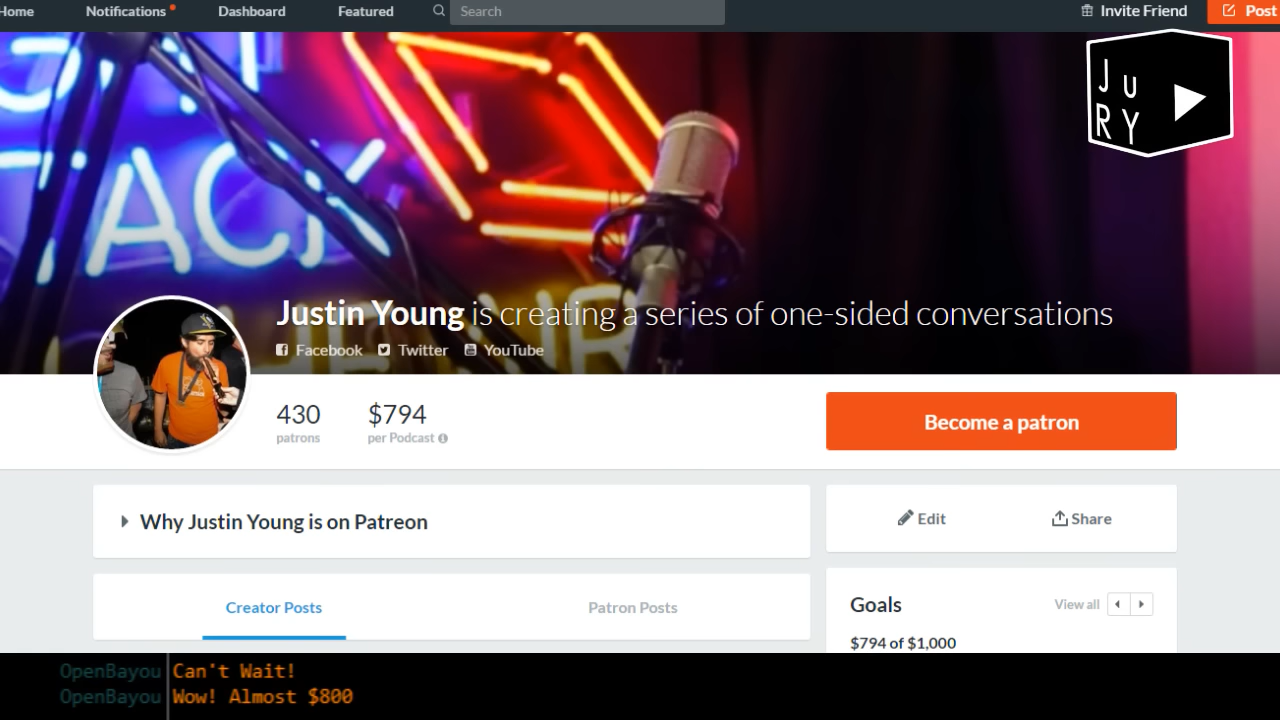 Home Notifications Dashboard Featured Search Invite Friend Post
JuRY
TACK
Justin Young is creating a series of one-sided conversations
Facebook Twitter YouTube
430 $794
patrons per Podcast
Become a patron
Why Justin Young is on Patreon
Edit Share
Creator Posts Patron Posts
Goals View all
$794 of $1,000
OpenBayou Can't Wait!
OpenBayou Wow! Almost $800